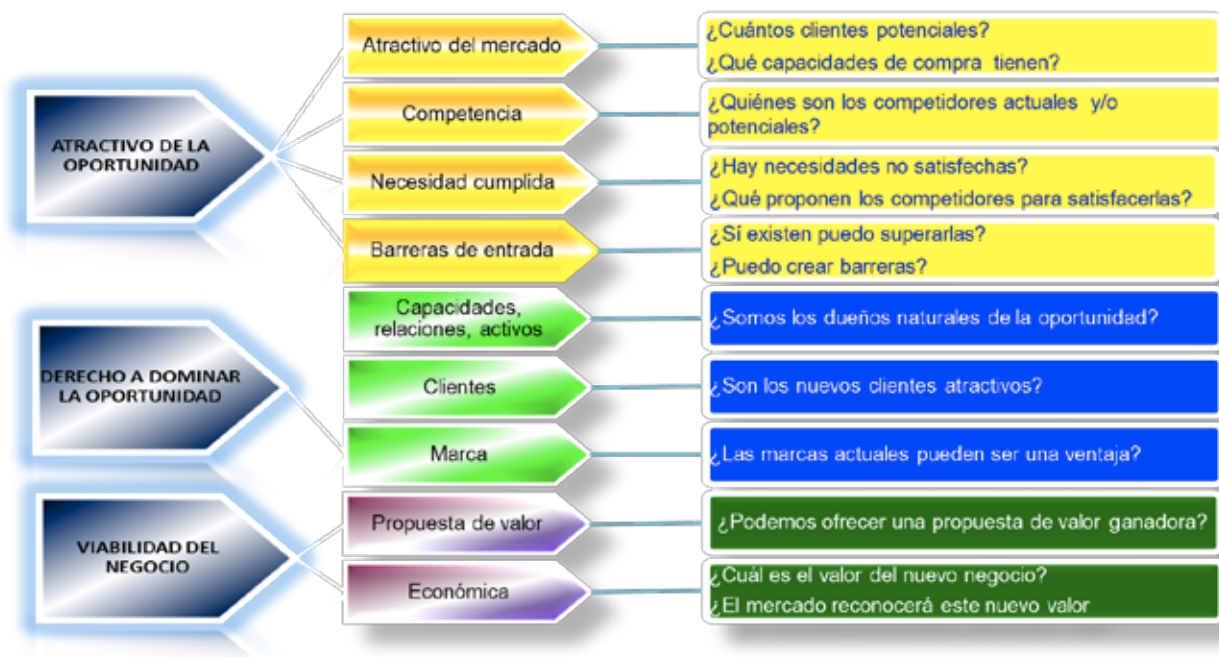 ATRACTIVO DE LA
OPORTUNIDAD
Atractivo del mercado
¿Cuántos clientes potenciales?
¿Qué capacidades de compra tienen?
Competencia
¿Quiénes son los competidores actuales y/o
potenciales?
Necesidad cumplida
¿Hay necesidades no satisfechas?
¿Qué proponen los competidores para satisfacerlas?
Barreras de entrada
¿Sí existen puedo superarlas?
¿Puedo crear barreras?
DERECHO A DOMINAR
LA OPORTUNIDAD
Capacidades,
relaciones, activos
¿Somos los dueños naturales de la oportunidad?
Clientes
¿Son los nuevos clientes atractivos?
Marca
¿Las marcas actuales pueden ser una ventaja?
VIABILIDAD DEL
NEGOCIO
Propuesta de valor
¿Podemos ofrecer una propuesta de valor ganadora?
Económica
¿Cuál es el valor del nuevo negocio?
¿El mercado reconocerá este nuevo valor